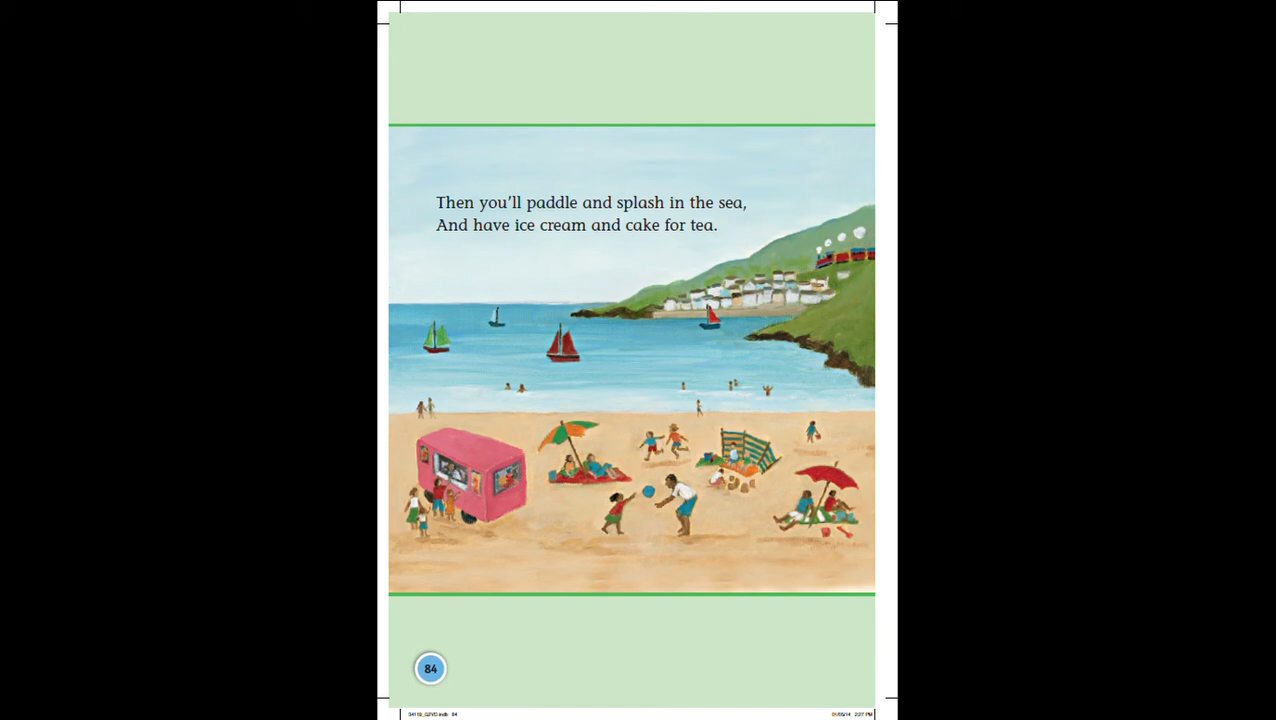 Then you'll paddle and splash in the sea,
And have ice cream and cake for tea.
84